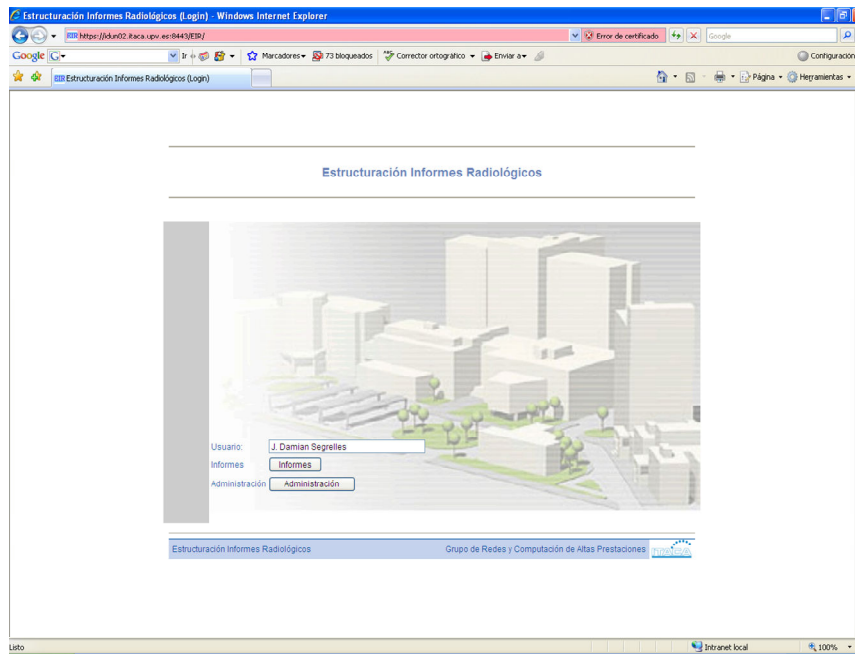 Estructuración Informes Radiológicos (Login) - Windows Internet Explorer
EIR https://idun02.itaca.upv.es:8443/EIR/ Error de certificado Google
Google G Ir Marcadores 73 bloqueados Corrector ortográfico Enviar a Configuración
EIR Estructuración Informes Radiológicos (Login) Página Herramientas
Estructuración Informes Radiológicos
Usuario: J. Damian Segrelles
Informes Informes
Administración Administración
Estructuración Informes Radiológicos Grupo de Redes y Computación de Altas Prestaciones ITACA
Listo Intranet local 100%